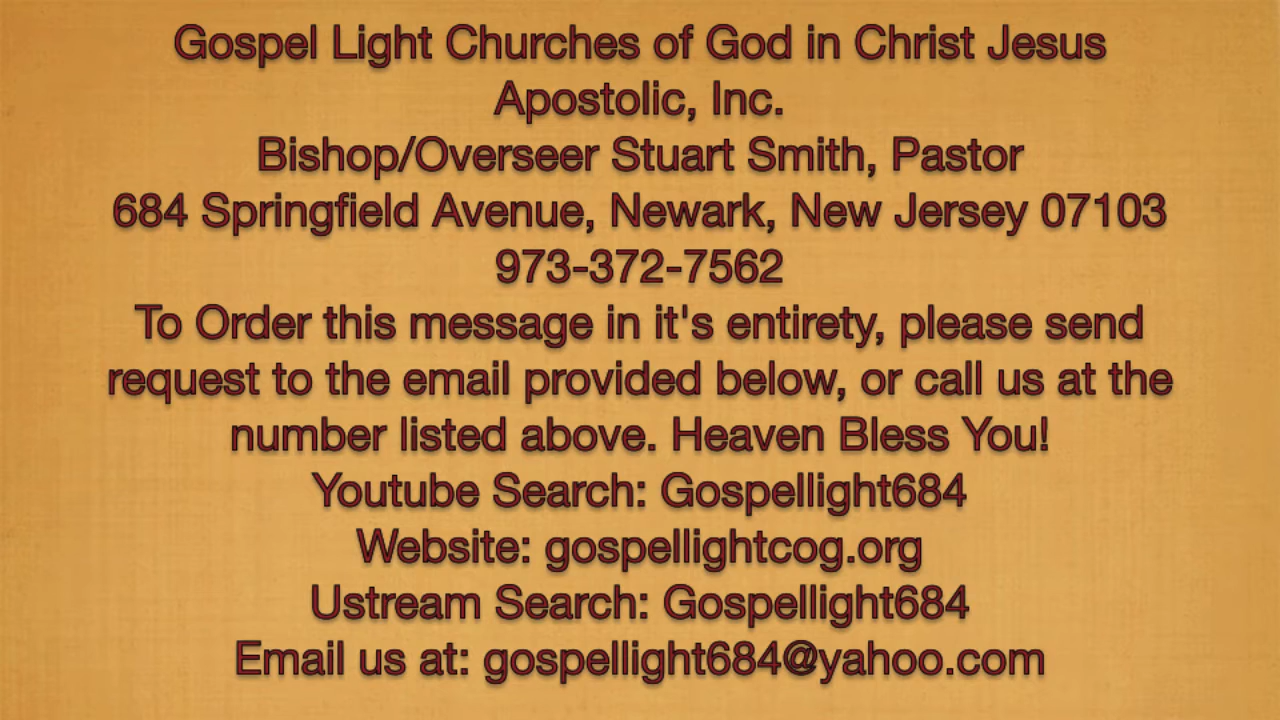 Gospel Light Churches of God in Christ Jesus
Apostolic, Inc.
Bishop/Overseer Stuart Smith, Pastor
684 Springfield Avenue, Newark, New Jersey 07103
973-372-7562
To Order this message in it's entirety, please send
request to the email provided below, or call us at the
number listed above. Heaven Bless You!
Youtube Search: Gospellight684
Website: gospellightcog.org
Ustream Search: Gospellight684
Email us at: gospellight684@yahoo.com